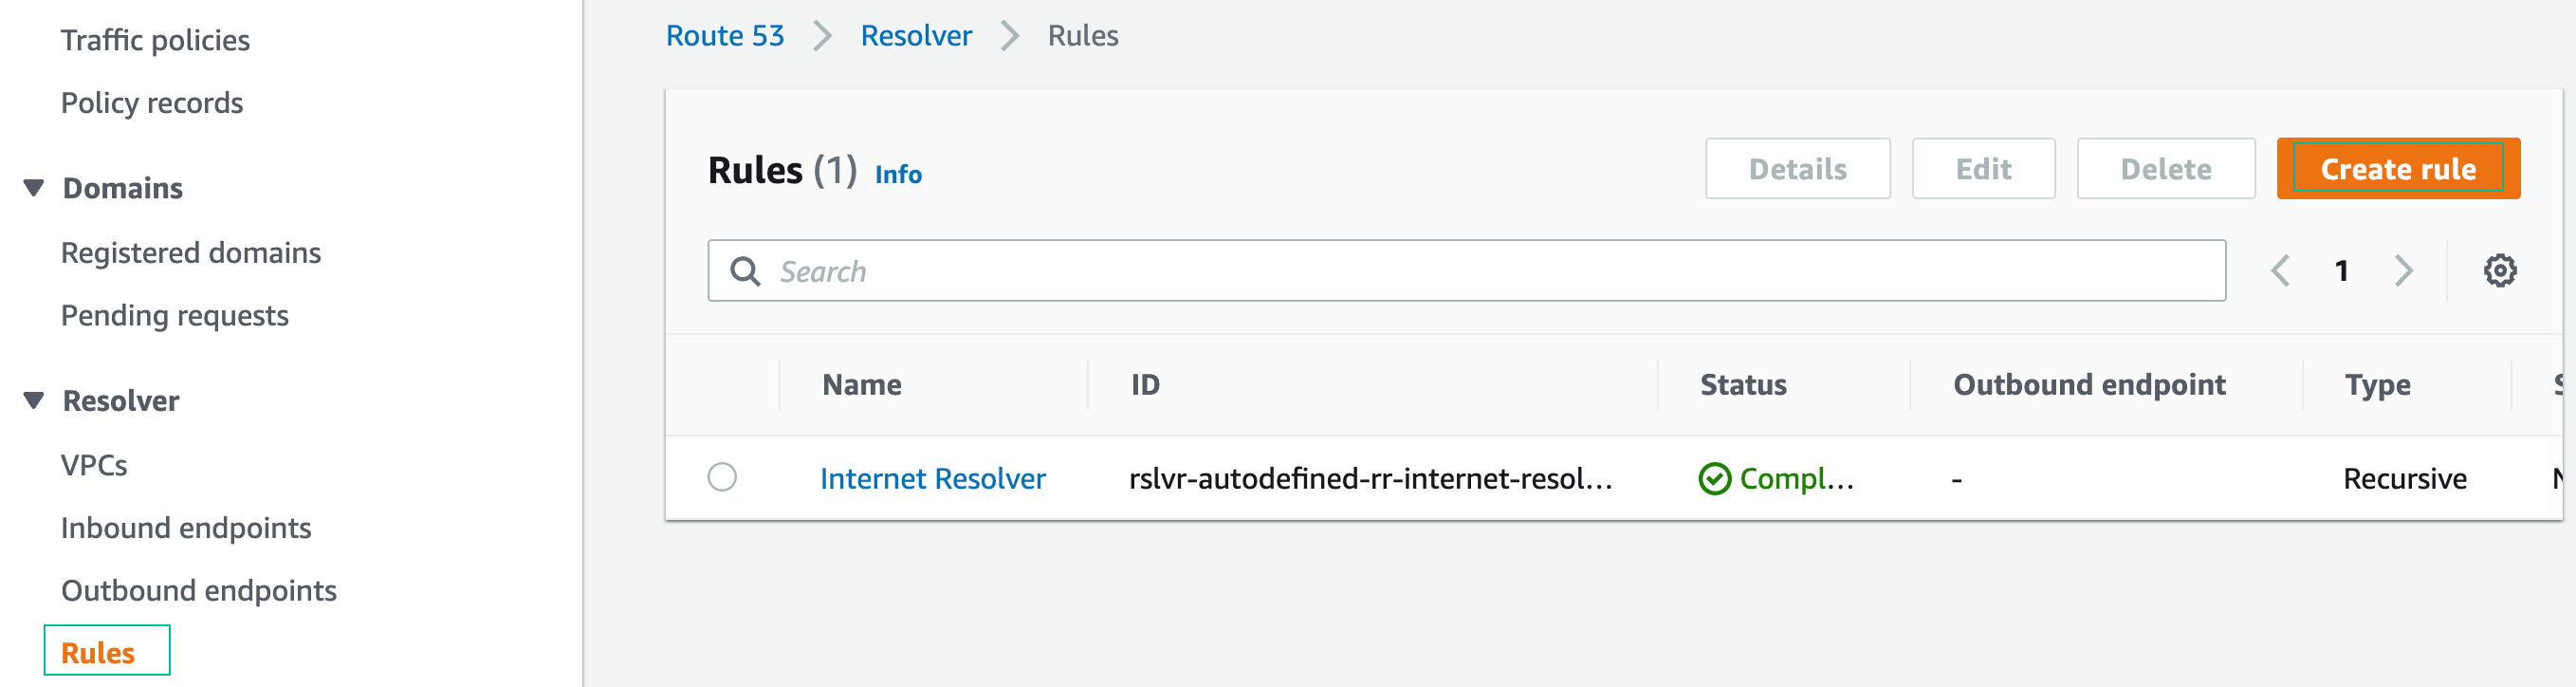 Traffic policies
Policy records
Domains
Registered domains
Pending requests
Resolver
VPCs
Inbound endpoints
Outbound endpoints
Rules
Route 53 > Resolver > Rules
Rules (1) Info
Details Edit Delete Create rule
Search 1
Name ID Status Outbound endpoint Type
Internet Resolver rslvr-autodefined-rr-internet-resol... Compl... - Recursive